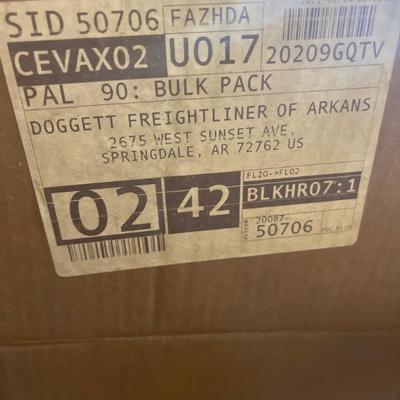 SID 50706 FAZHDA
CEVAX02 U017 20209GQTV
PAL 90: BULK PACK
DOGGETT FREIGHTLINER OF ARKANS
2675 WEST SUNSET AVE,
SPRINGDALE, AR 72762 US
FL20->FL02
02 42 BLKHR07:1
20087-
50706